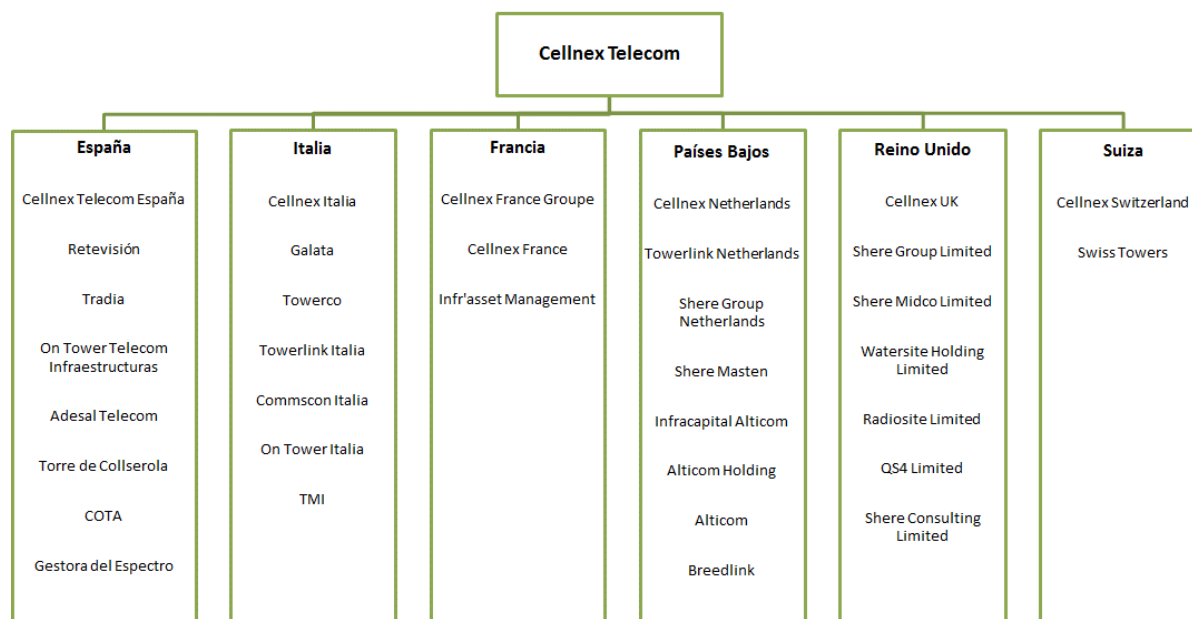 Cellnex Telecom
España
Cellnex Telecom España
Retevisión
Tradia
On Tower Telecom
Infraestructuras
Adesal Telecom
Torre de Collserola
COTA
Gestora del Espectro
Italia
Cellnex Italia
Galata
Towerco
Towerlink Italia
Commscon Italia
On Tower Italia
TMI
Francia
Cellnex France Groupe
Cellnex France
Infr'asset Management
Países Bajos
Cellnex Netherlands
Towerlink Netherlands
Shere Group
Netherlands
Shere Masten
Infracapital Alticom
Alticom Holding
Alticom
Breedlink
Reino Unido
Cellnex UK
Shere Group Limited
Shere Midco Limited
Watersite Holding
Limited
Radiosite Limited
QS4 Limited
Shere Consulting
Limited
Suiza
Cellnex Switzerland
Swiss Towers